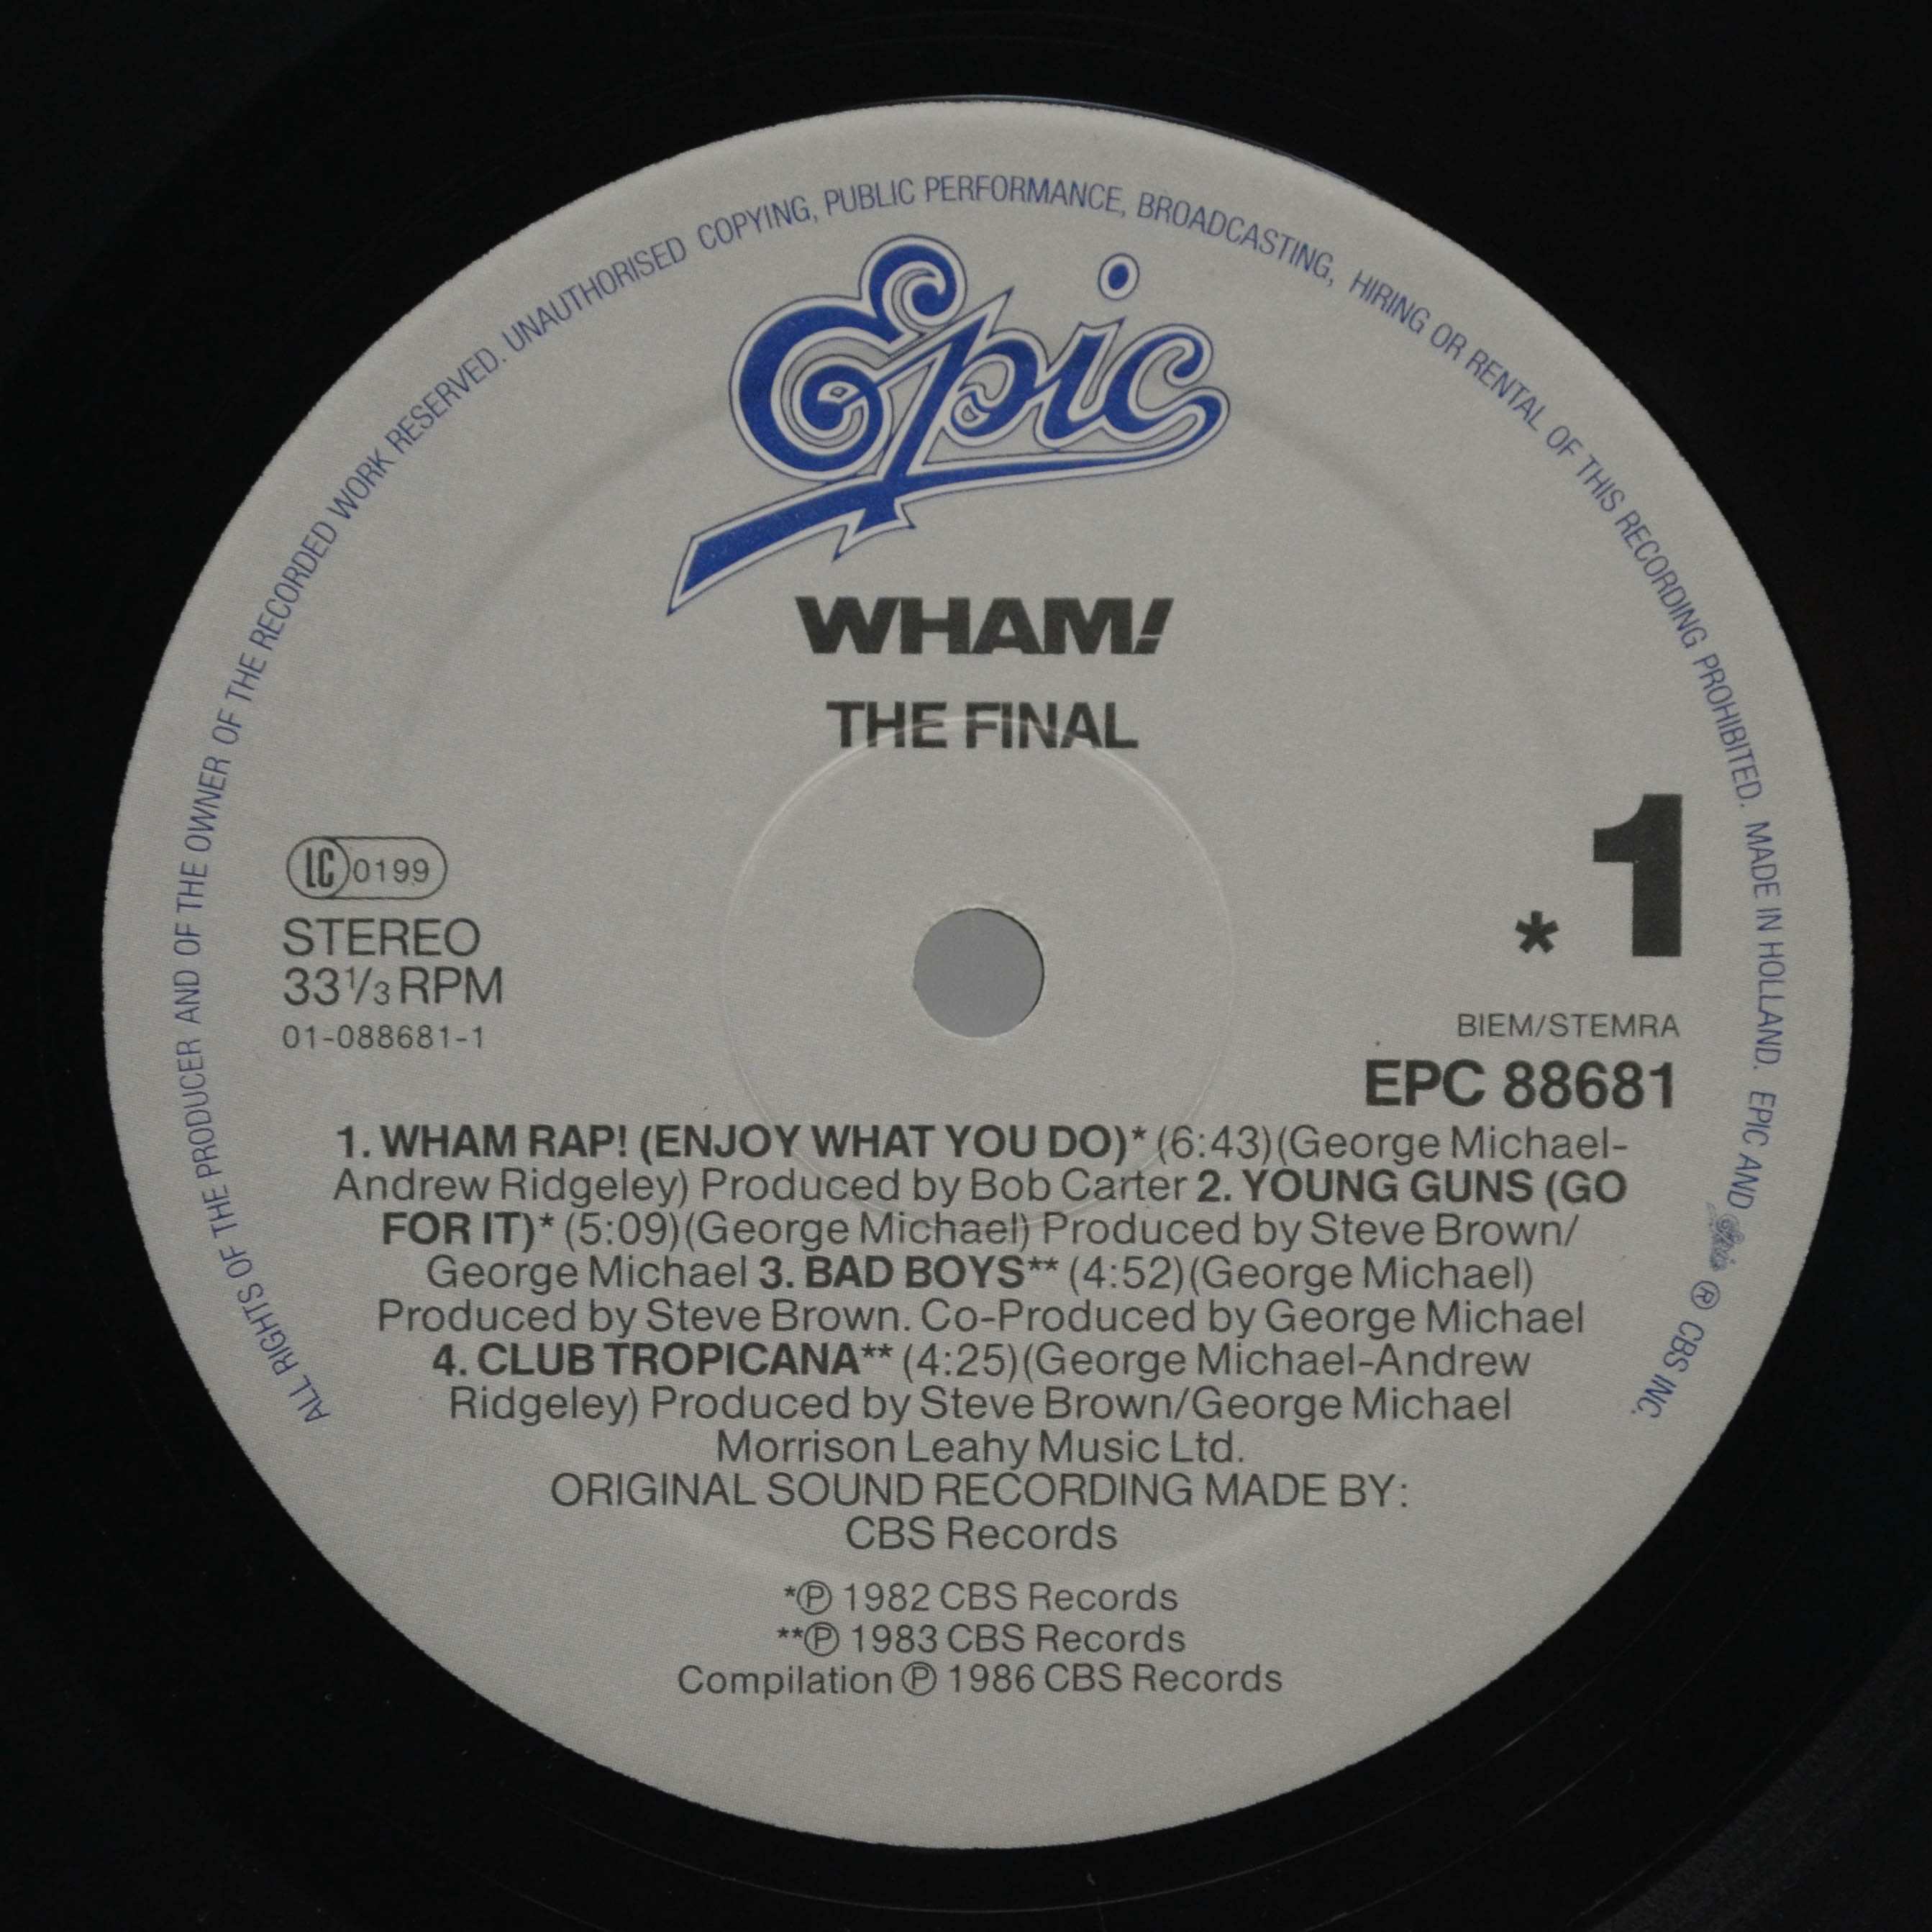 ALL RIGHTS OF THE PRODUCER AND OF THE OWNER OF THE RECORDED WORK RESERVED. UNAUTHORISED COPYING, PUBLIC PERFORMANCE, BROADCASTING, HIRING OR RENTAL OF THIS RECORDING PROHIBITED. MADE IN HOLLAND. EPIC AND Epic ® CBS INC.
Epic
WHAM!
THE FINAL
LC 0199
STEREO
33⅓ RPM
01-088681-1
* 1
BIEM/STEMRA
EPC 88681
1. WHAM RAP! (ENJOY WHAT YOU DO)* (6:43)(George Michael-
Andrew Ridgeley) Produced by Bob Carter 2. YOUNG GUNS (GO
FOR IT)* (5:09)(George Michael) Produced by Steve Brown/
George Michael 3. BAD BOYS** (4:52)(George Michael)
Produced by Steve Brown. Co-Produced by George Michael
4. CLUB TROPICANA** (4:25)(George Michael-Andrew
Ridgeley) Produced by Steve Brown/George Michael
Morrison Leahy Music Ltd.
ORIGINAL SOUND RECORDING MADE BY:
CBS Records
*℗ 1982 CBS Records
**℗ 1983 CBS Records
Compilation ℗ 1986 CBS Records